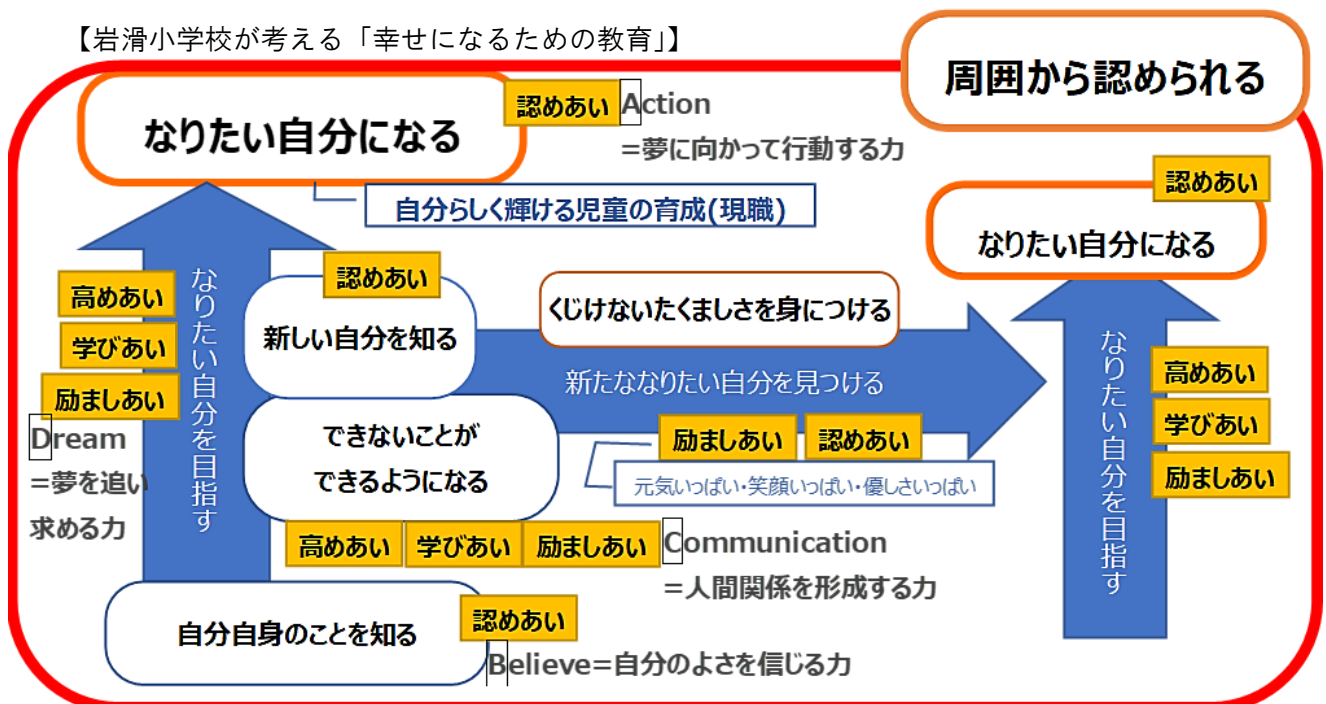 【岩滑小学校が考える「幸せになるための教育」】
周囲から認められる
なりたい自分になる
認めあい
Action
=夢に向かって行動する力
自分らしく輝ける児童の育成(現職)
認めあい
なりたい自分になる
なりたい自分を目指す
高めあい
学びあい
励ましあい
Dream
=夢を追い
求める力
認めあい
新しい自分を知る
くじけないたくましさを身につける
新たななりたい自分を見つける
できないことが
できるようになる
励ましあい
認めあい
元気いっぱい・笑顔いっぱい・優しさいっぱい
高めあい
学びあい
励ましあい
Communication
=人間関係を形成する力
なりたい自分を目指す
高めあい
学びあい
励ましあい
自分自身のことを知る
認めあい
Believe=自分のよさを信じる力